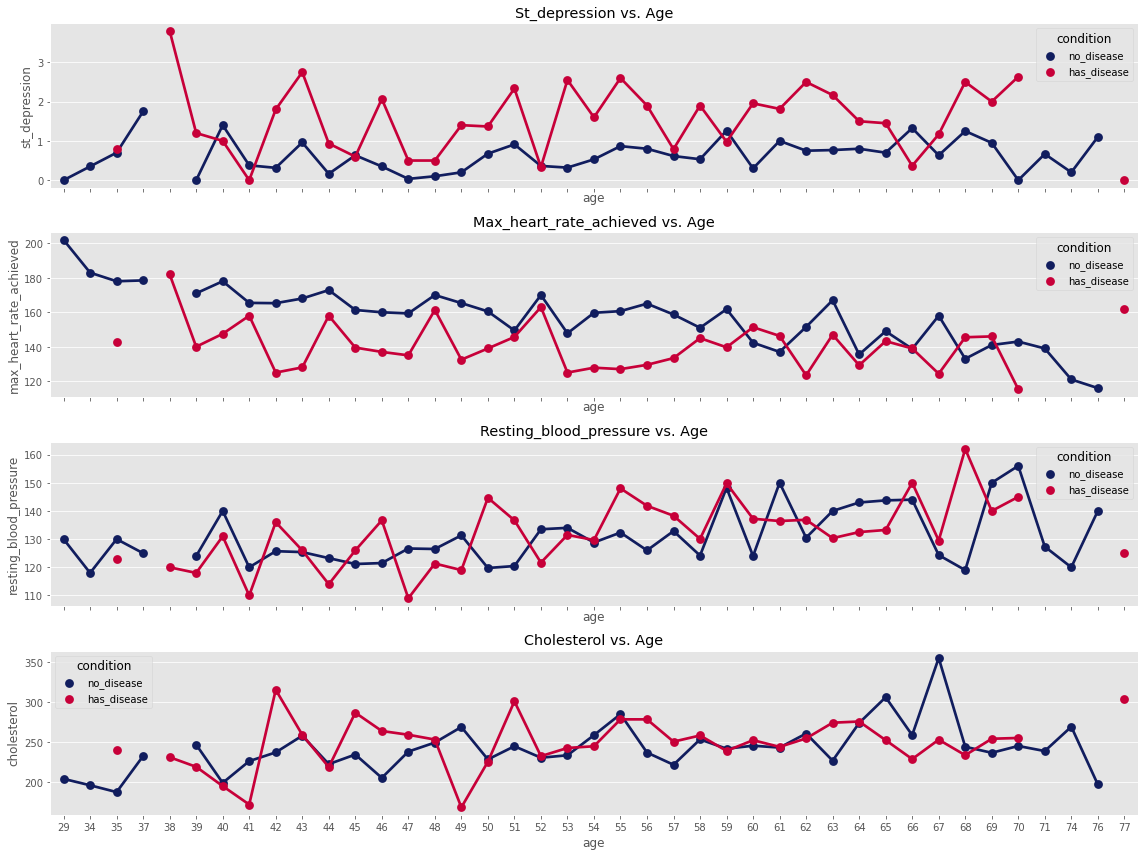 St_depression vs. Age
condition
no_disease
has_disease
st_depression
3
2
1
0
age
Max_heart_rate_achieved vs. Age
condition
no_disease
has_disease
max_heart_rate_achieved
200
180
160
140
120
age
Resting_blood_pressure vs. Age
condition
no_disease
has_disease
resting_blood_pressure
160
150
140
130
120
110
age
Cholesterol vs. Age
condition
no_disease
has_disease
cholesterol
350
300
250
200
29 34 35 37 38 39 40 41 42 43 44 45 46 47 48 49 50 51 52 53 54 55 56 57 58 59 60 61 62 63 64 65 66 67 68 69 70 71 74 76 77
age